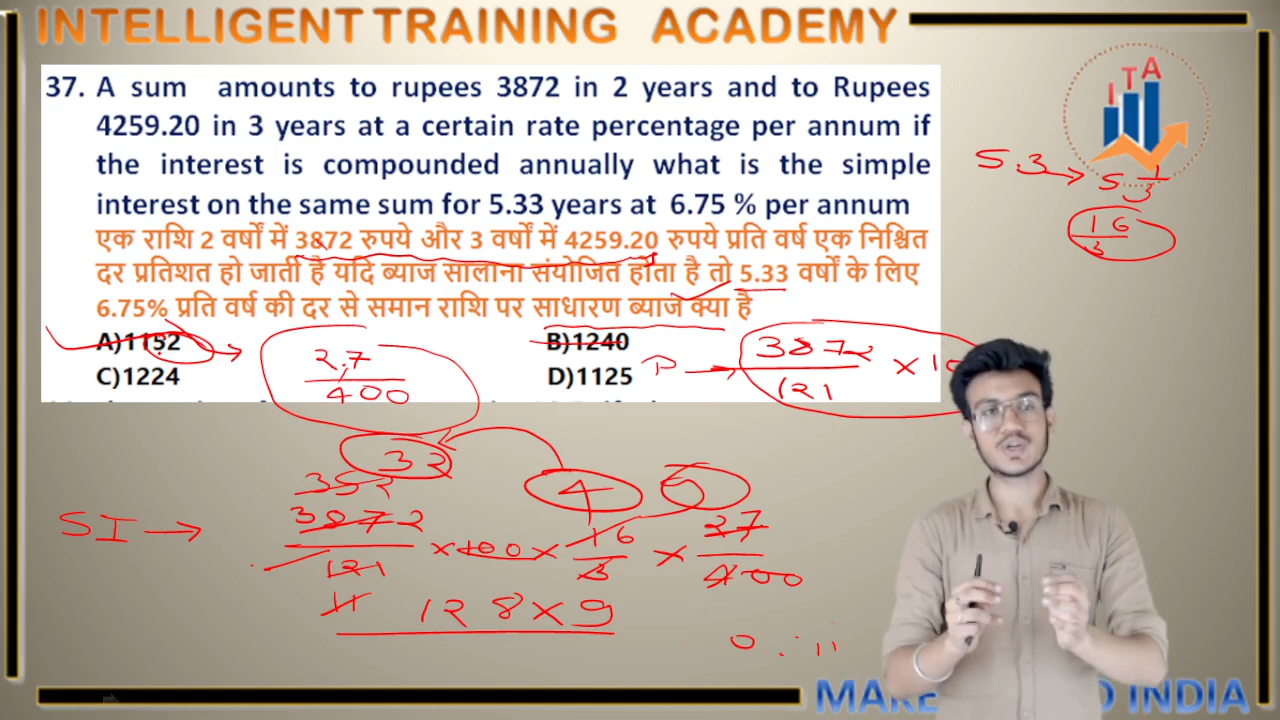 INTELLIGENT TRAINING ACADEMY
ITA
37. A sum amounts to rupees 3872 in 2 years and to Rupees
4259.20 in 3 years at a certain rate percentage per annum if
the interest is compounded annually what is the simple
interest on the same sum for 5.33 years at 6.75 % per annum
एक राशि 2 वर्षों में 3872 रुपये और 3 वर्षों में 4259.20 रुपये प्रति वर्ष एक निश्चित
दर प्रतिशत हो जाती है यदि ब्याज सालाना संयोजित होता है तो 5.33 वर्षों के लिए
6.75% प्रति वर्ष की दर से समान राशि पर साधारण ब्याज क्या है
A)1152 B)1240
C)1224 D)1125
5.3 → 5 1/3
16/3
27/400
P → 3872/121 ×
32
352
4 9
SI → 3872/121 × 100 × 16/3 × 27/400
11
128×9
0.11
INDIA